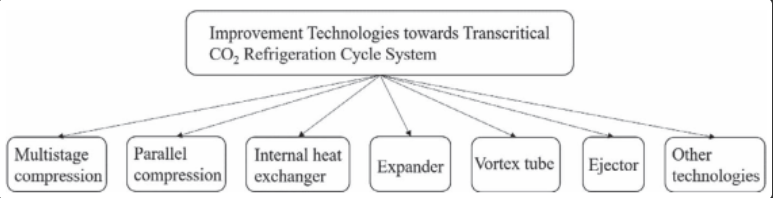 Improvement Technologies towards Transcritical
CO₂ Refrigeration Cycle System
Multistage
compression
Parallel
compression
Internal heat
exchanger
Expander
Vortex tube
Ejector
Other
technologies